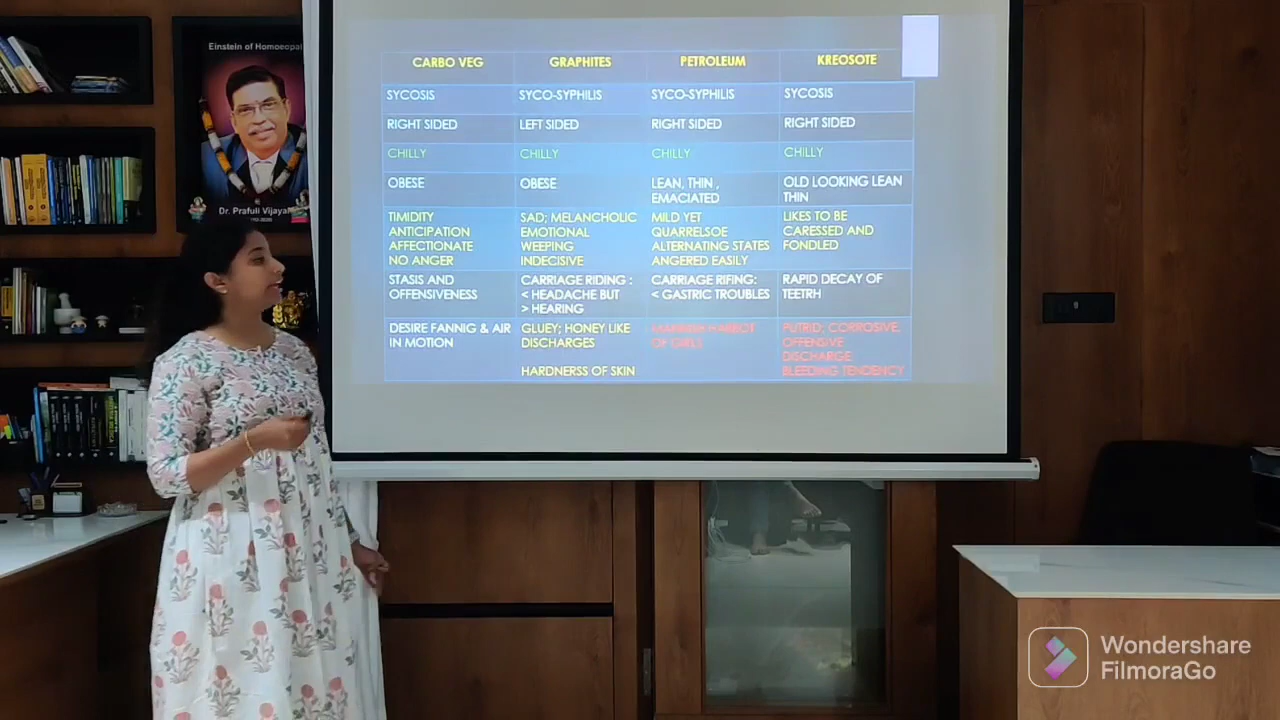 Einstein of Homoeopat
Dr. Prafull Vijayak
CARBO VEG
GRAPHITES
PETROLEUM
KREOSOTE
SYCOSIS
SYCO-SYPHILIS
SYCO-SYPHILIS
SYCOSIS
RIGHT SIDED
LEFT SIDED
RIGHT SIDED
RIGHT SIDED
CHILLY
CHILLY
CHILLY
CHILLY
OBESE
OBESE
LEAN, THIN ,
EMACIATED
OLD LOOKING LEAN
THIN
TIMIDITY
ANTICIPATION
AFFECTIONATE
NO ANGER
SAD; MELANCHOLIC
EMOTIONAL
WEEPING
INDECISIVE
MILD YET
QUARRELSOE
ALTERNATING STATES
ANGERED EASILY
LIKES TO BE
CARESSED AND
FONDLED
STASIS AND
OFFENSIVENESS
CARRIAGE RIDING :
< HEADACHE BUT
> HEARING
CARRIAGE RIFING:
< GASTRIC TROUBLES
RAPID DECAY OF
TEETRH
DESIRE FANNIG & AIR
IN MOTION
GLUEY; HONEY LIKE
DISCHARGES
HARDNERSS OF SKIN
OF GIRLS
PUTRID; CORROSIVE,
OFFENSIVE
DISCHARGE
BLEEDING TENDENCY
Wondershare
FilmoraGo